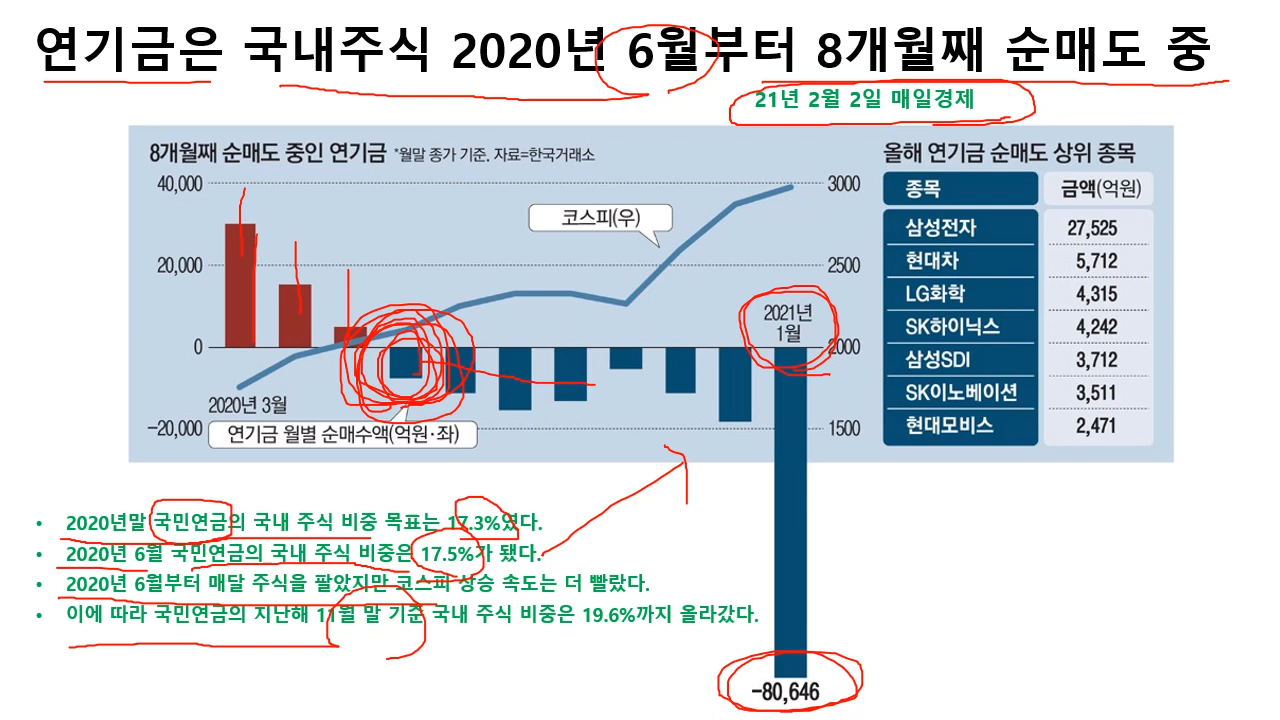 연기금은 국내주식 2020년 6월부터 8개월째 순매도 중
21년 2월 2일 매일경제
8개월째 순매도 중인 연기금 *월말 종가 기준, 자료=한국거래소
40,000
20,000
0
-20,000
3000
2500
2000
1500
코스피(우)
2021년
1월
2020년 3월
연기금 월별 순매수액(억원·좌)
-80,646
올해 연기금 순매도 상위 종목
종목 금액(억원)
삼성전자 27,525
현대차 5,712
LG화학 4,315
SK하이닉스 4,242
삼성SDI 3,712
SK이노베이션 3,511
현대모비스 2,471
• 2020년말 국민연금의 국내 주식 비중 목표는 17.3%였다.
• 2020년 6월 국민연금의 국내 주식 비중은 17.5%가 됐다.
• 2020년 6월부터 매달 주식을 팔았지만 코스피 상승 속도는 더 빨랐다.
• 이에 따라 국민연금의 지난해 11월 말 기준 국내 주식 비중은 19.6%까지 올라갔다.